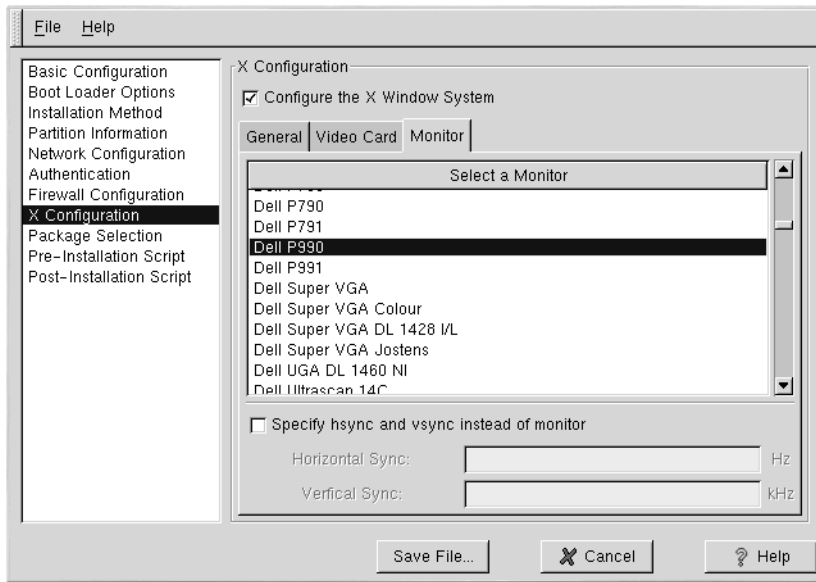 File Help
Basic Configuration
Boot Loader Options
Installation Method
Partition Information
Network Configuration
Authentication
Firewall Configuration
X Configuration
Package Selection
Pre-Installation Script
Post-Installation Script
X Configuration
Configure the X Window System
General Video Card Monitor
Select a Monitor
Dell P790
Dell P791
Dell P990
Dell P991
Dell Super VGA
Dell Super VGA Colour
Dell Super VGA DL 1428 I/L
Dell Super VGA Jostens
Dell UGA DL 1460 NI
Dell Ultrascan 14C
Specify hsync and vsync instead of monitor
Horizontal Sync: Hz
Verfical Sync: kHz
Save File... Cancel Help